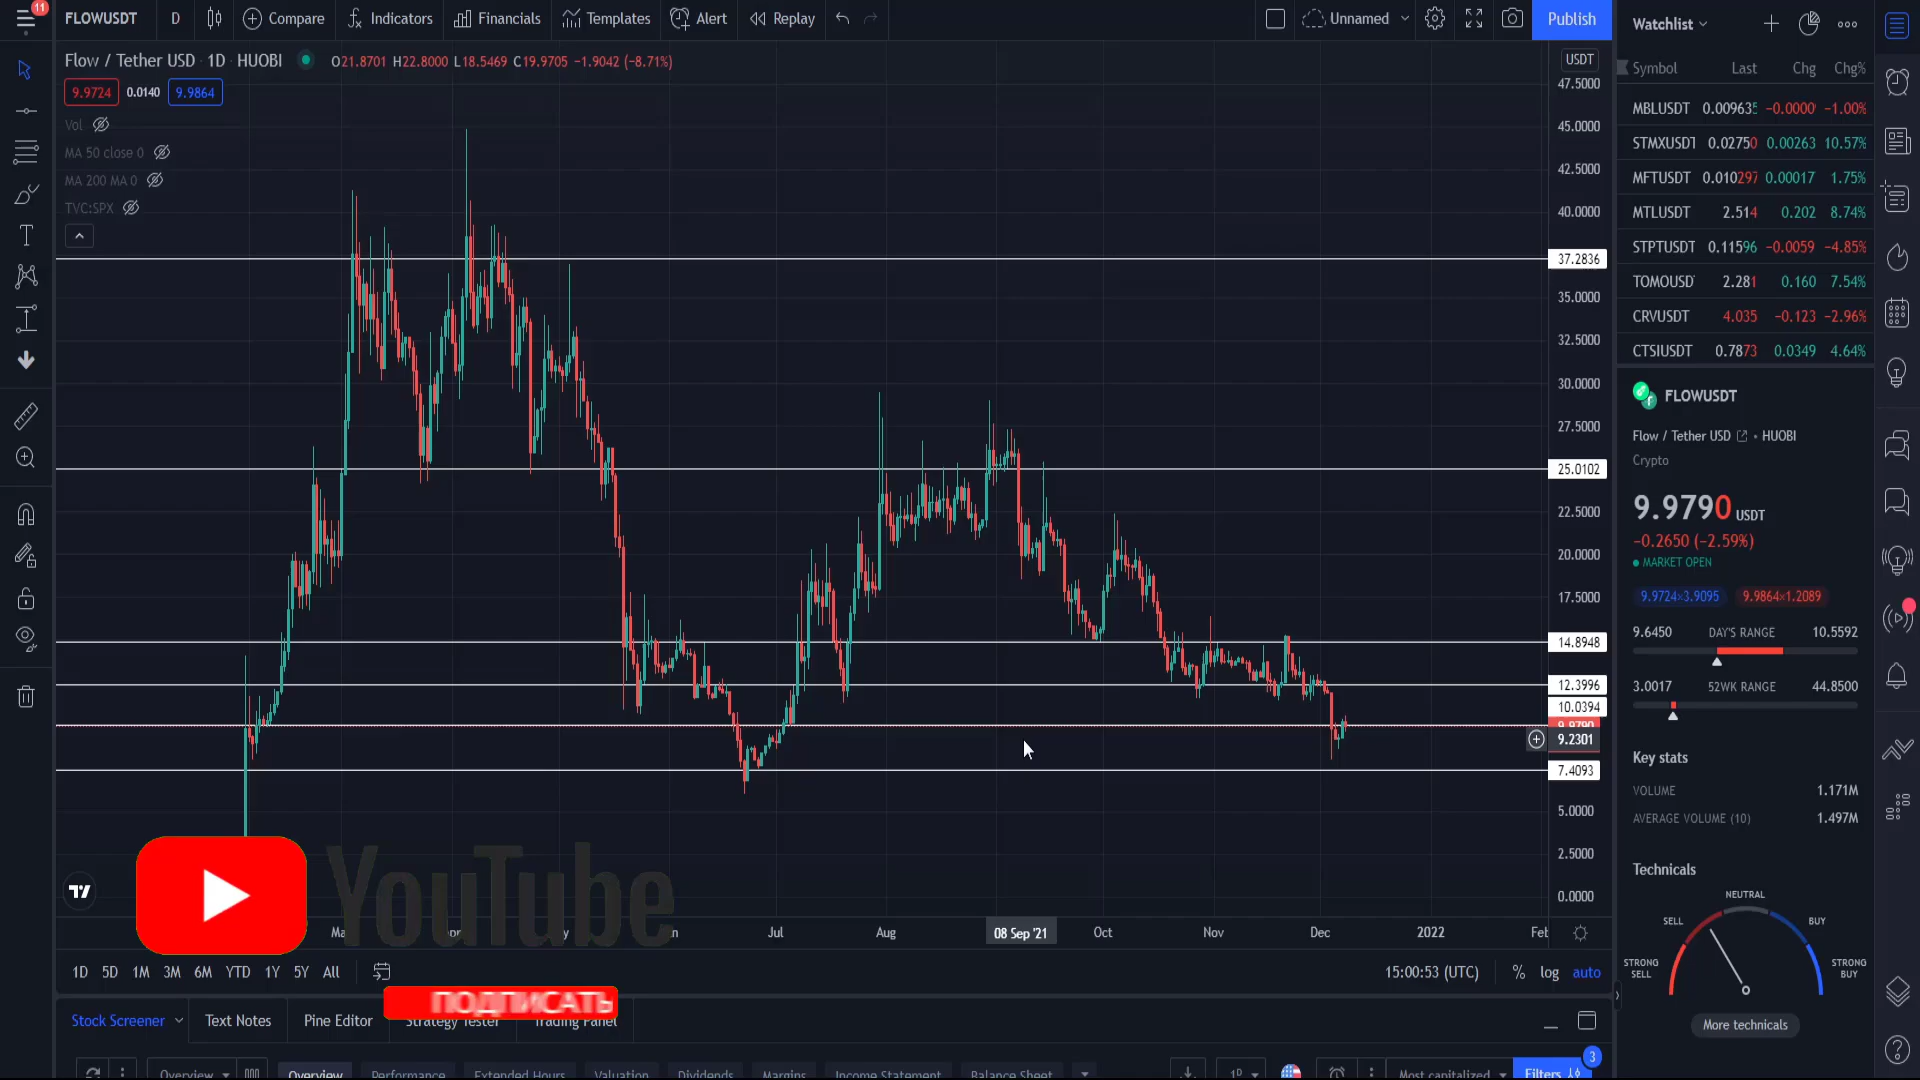 11
FLOWUSDT D Compare Indicators Financials Templates Alert Replay Unnamed Publish
Flow / Tether USD · 1D · HUOBI O21.8701 H22.8000 L18.5469 C19.9705 −1.9042 (−8.71%)
9.9724 0.0140 9.9864
Vol
MA 50 close 0
MA 200 MA 0
TVC:SPX
USDT
47.5000
45.0000
42.5000
40.0000
37.2836
35.0000
32.5000
30.0000
27.5000
25.0102
22.5000
20.0000
17.5000
14.8948
12.3996
10.0394
9.9790
9.2301
7.4093
5.0000
2.5000
0.0000
YouTube
Jul Aug 08 Sep '21 Oct Nov Dec 2022 Feb
1D 5D 1M 3M 6M YTD 1Y 5Y All 15:00:53 (UTC) % log auto
ПОДПИСАТЬ
Stock Screener Text Notes Pine Editor Strategy Tester Trading Panel
Overview Overview Performance Extended Hours Valuation Dividends Margins Income Statement Balance Sheet 1D Most capitalized Filters 3
Watchlist
Symbol Last Chg Chg%
MBLUSDT 0.009635 −0.0000 −1.00%
STMXUSDT 0.02750 0.00263 10.57%
MFTUSDT 0.010297 0.00017 1.75%
MTLUSDT 2.514 0.202 8.74%
STPTUSDT 0.11596 −0.0059 −4.85%
TOMOUSD 2.281 0.160 7.54%
CRVUSDT 4.035 −0.123 −2.96%
CTSIUSDT 0.7873 0.0349 4.64%
FLOWUSDT
Flow / Tether USD • HUOBI
Crypto
9.9790 USDT
−0.2650 (−2.59%)
MARKET OPEN
9.9724×3.9095 9.9864×1.2089
9.6450 DAY'S RANGE 10.5592
3.0017 52WK RANGE 44.8500
Key stats
VOLUME 1.171M
AVERAGE VOLUME (10) 1.497M
Technicals
NEUTRAL
SELL BUY
STRONG SELL STRONG BUY
More technicals